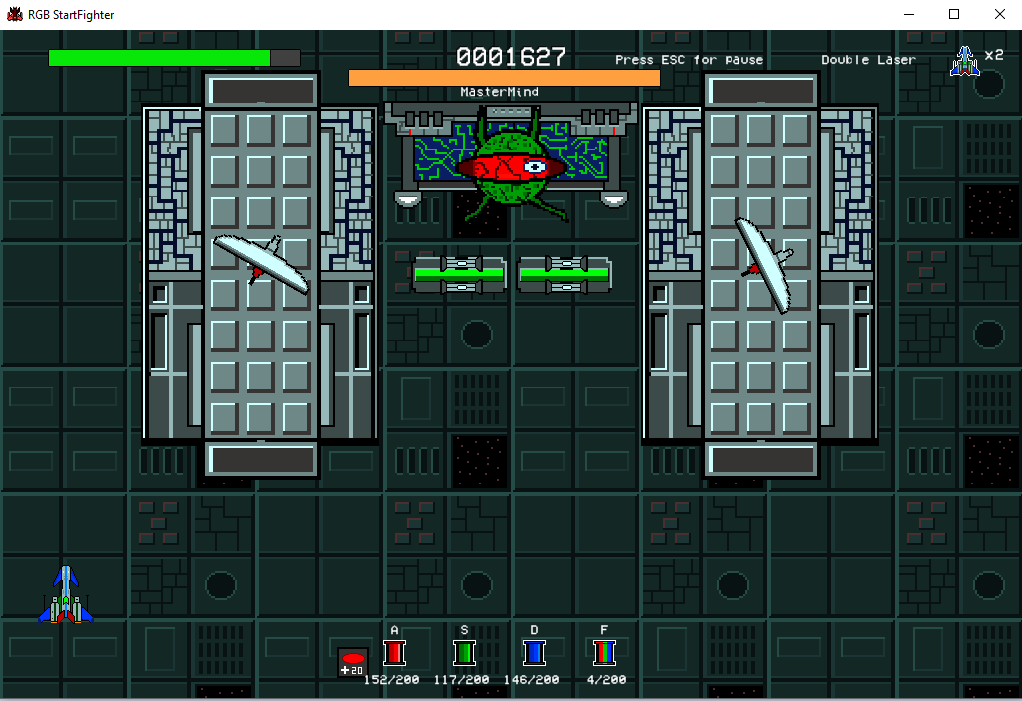 RGB StartFighter
0001627
Press ESC for pause
Double Laser
x2
MasterMind
A S D F
+20
152/200 117/200 146/200 4/200